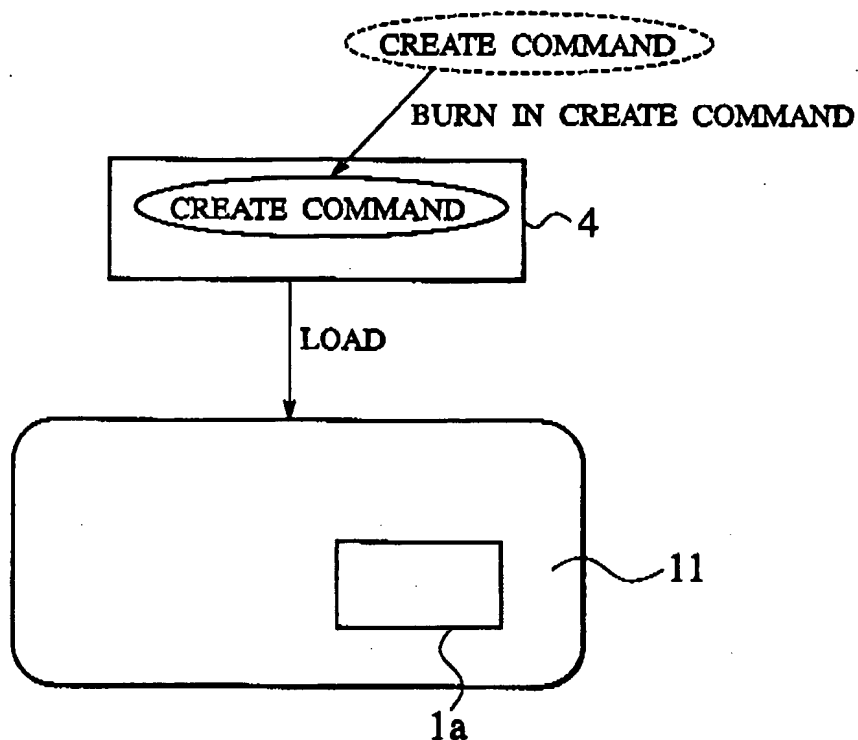 CREATE COMMAND
BURN IN CREATE COMMAND
CREATE COMMAND
4
LOAD
11
1a